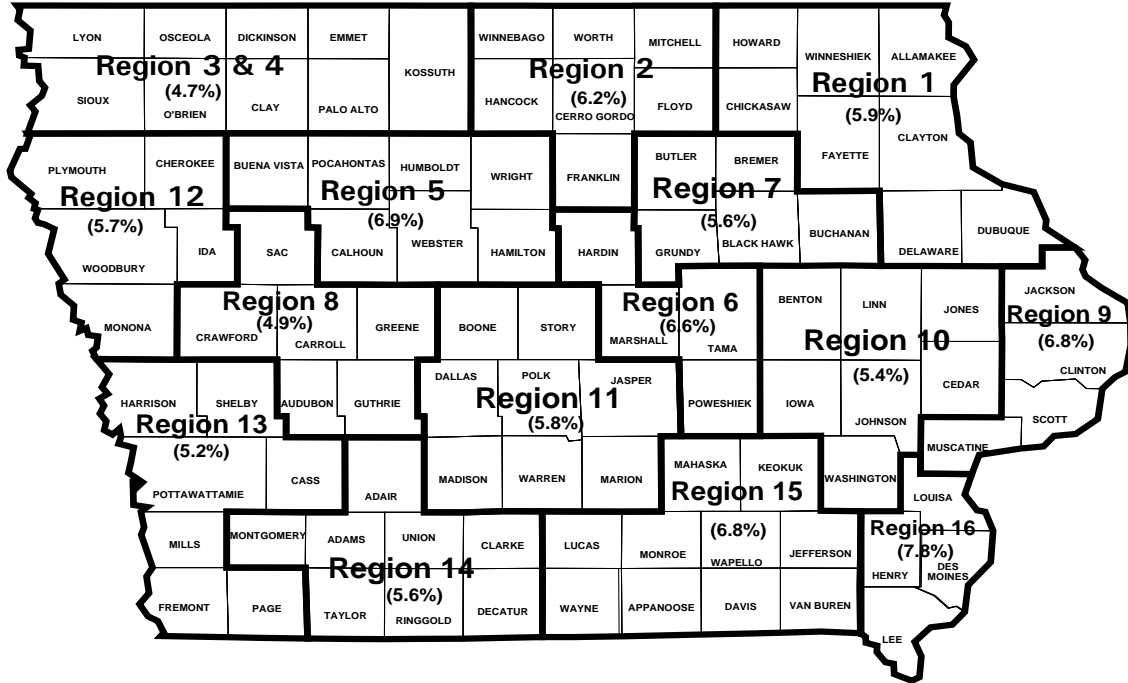 LYON OSCEOLA DICKINSON EMMET WINNEBAGO WORTH MITCHELL HOWARD
WINNESHIEK ALLAMAKEE
Region 3 & 4 KOSSUTH Region 2 Region 1
(4.7%) (6.2%) (5.9%)
SIOUX O'BRIEN CLAY PALO ALTO HANCOCK CERRO GORDO FLOYD CHICKASAW
CLAYTON
FAYETTE
PLYMOUTH CHEROKEE BUENA VISTA POCAHONTAS HUMBOLDT WRIGHT FRANKLIN BUTLER BREMER
Region 12 Region 5 Region 7
(5.7%) (6.9%) (5.6%)
WOODBURY IDA SAC CALHOUN WEBSTER HAMILTON HARDIN GRUNDY BLACK HAWK BUCHANAN DELAWARE DUBUQUE
Region 8 Region 6 BENTON LINN JONES JACKSON
(4.9%) (6.6%) Region 9
MONONA CRAWFORD CARROLL GREENE BOONE STORY MARSHALL TAMA Region 10 (6.8%)
(5.4%) CLINTON
DALLAS POLK JASPER CEDAR
HARRISON SHELBY AUDUBON GUTHRIE Region 11 POWESHIEK IOWA JOHNSON SCOTT
Region 13 (5.8%)
(5.2%) MUSCATINE
POTTAWATTAMIE CASS ADAIR MADISON WARREN MARION MAHASKA KEOKUK WASHINGTON
Region 15 LOUISA
(6.8%) Region 16
(7.8%)
MILLS MONTGOMERY ADAMS UNION CLARKE LUCAS MONROE WAPELLO JEFFERSON HENRY DES
MOINES
Region 14
(5.6%)
FREMONT PAGE TAYLOR RINGGOLD DECATUR WAYNE APPANOOSE DAVIS VAN BUREN
LEE